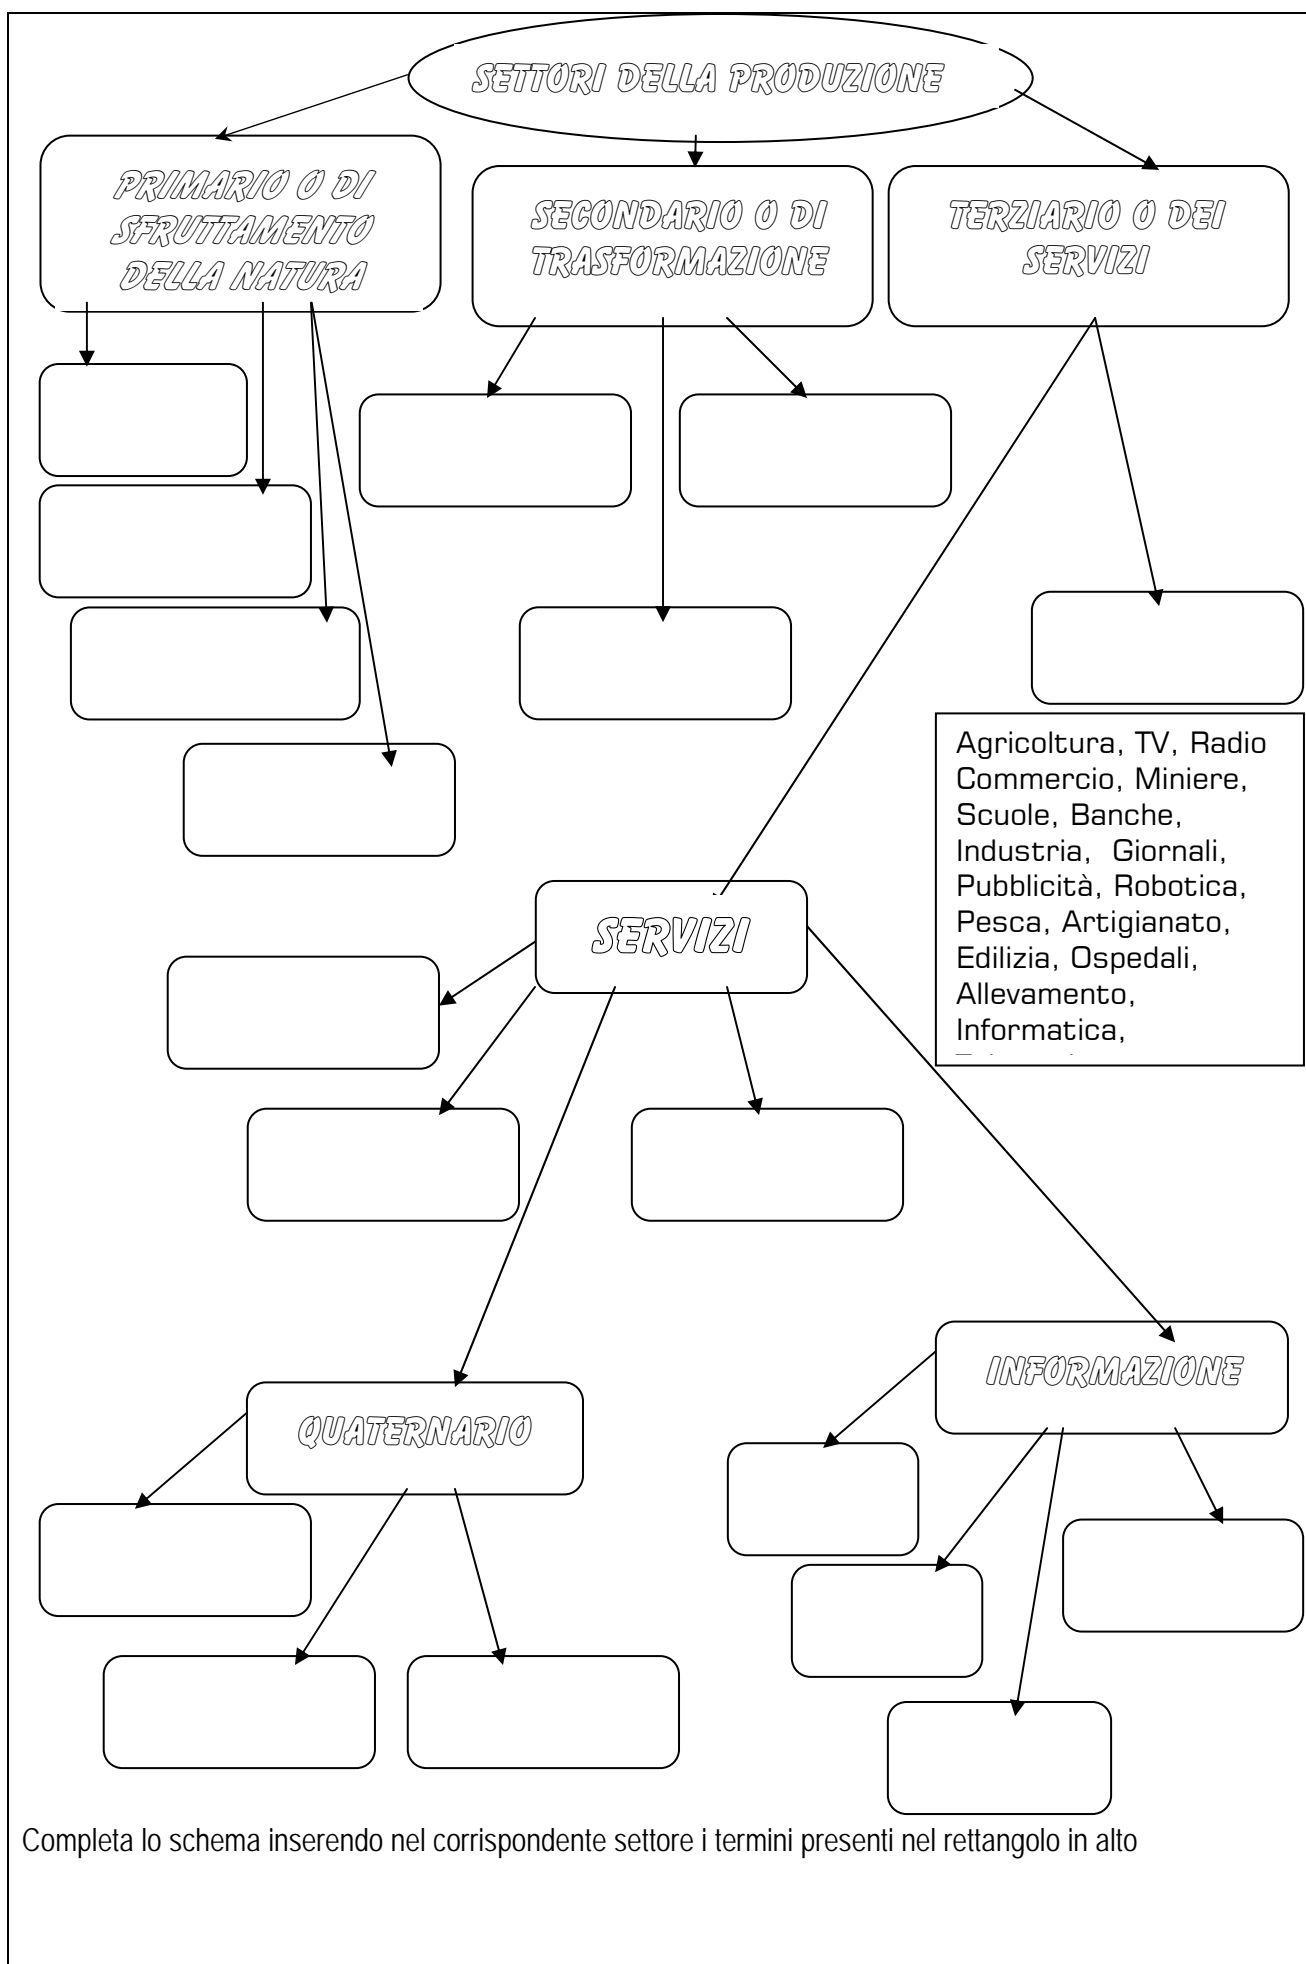 SETTORI DELLA PRODUZIONE
PRIMARIO O DI
SFRUTTAMENTO
DELLA NATURA
SECONDARIO O DI
TRASFORMAZIONE
TERZIARIO O DEI
SERVIZI
Agricoltura, TV, Radio
Commercio, Miniere,
Scuole, Banche,
Industria, Giornali,
Pubblicità, Robotica,
Pesca, Artigianato,
Edilizia, Ospedali,
Allevamento,
Informatica,
SERVIZI
INFORMAZIONE
QUATERNARIO
Completa lo schema inserendo nel corrispondente settore i termini presenti nel rettangolo in alto